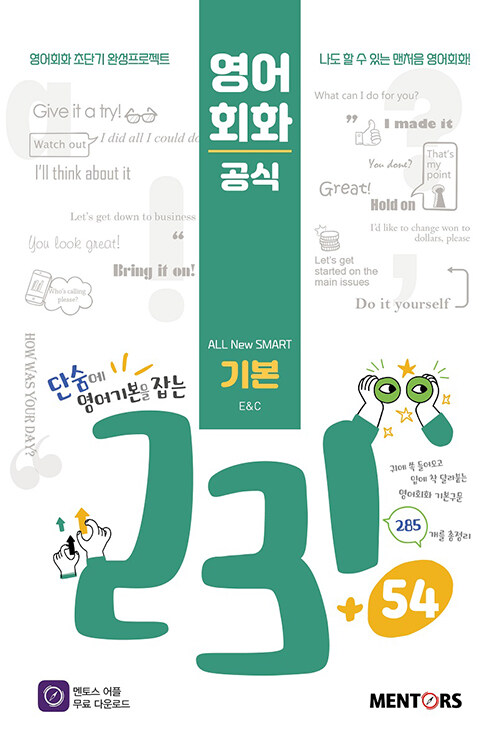 영어회화 초단기 완성프로젝트
영어
회화
공식
나도 할 수 있는 맨처음 영어회화!
Give it a try!
Watch out
I did all I could do
I'll think about it
Let's get down to business
You look great!
Bring it on!
Who's calling
please?
HOW WAS YOUR DAY?
What can I do for you?
I made it
You done?
That's
my
point
Great!
Hold on
I'd like to change won to
dollars, please
Let's get
started on the
main issues
Do it yourself
ALL New SMART
기본
E&C
단숨에
영어기본을 잡는
231
+ 54
귀에 쏙 들어오고
입에 착 달라붙는
영어회화 기본구문
285
개를 총정리
멘토스 어플
무료 다운로드
MENTORS